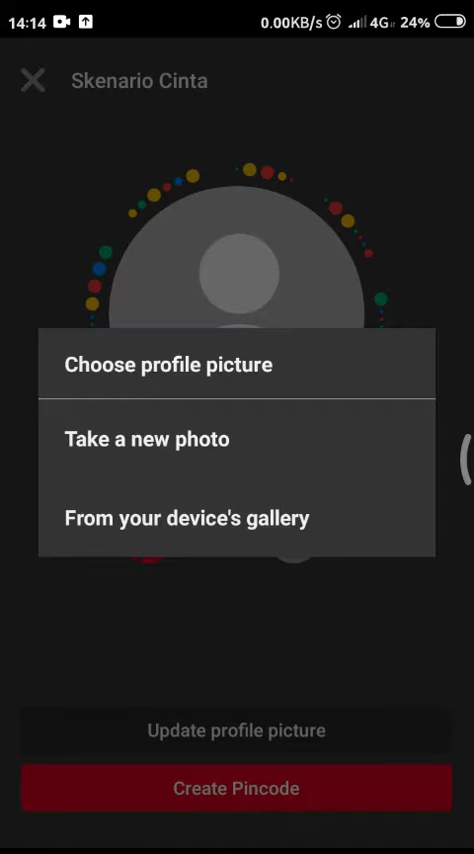 14:14 0.00KB/s 4G 24%
Skenario Cinta
Choose profile picture
Take a new photo
From your device's gallery
Update profile picture
Create Pincode